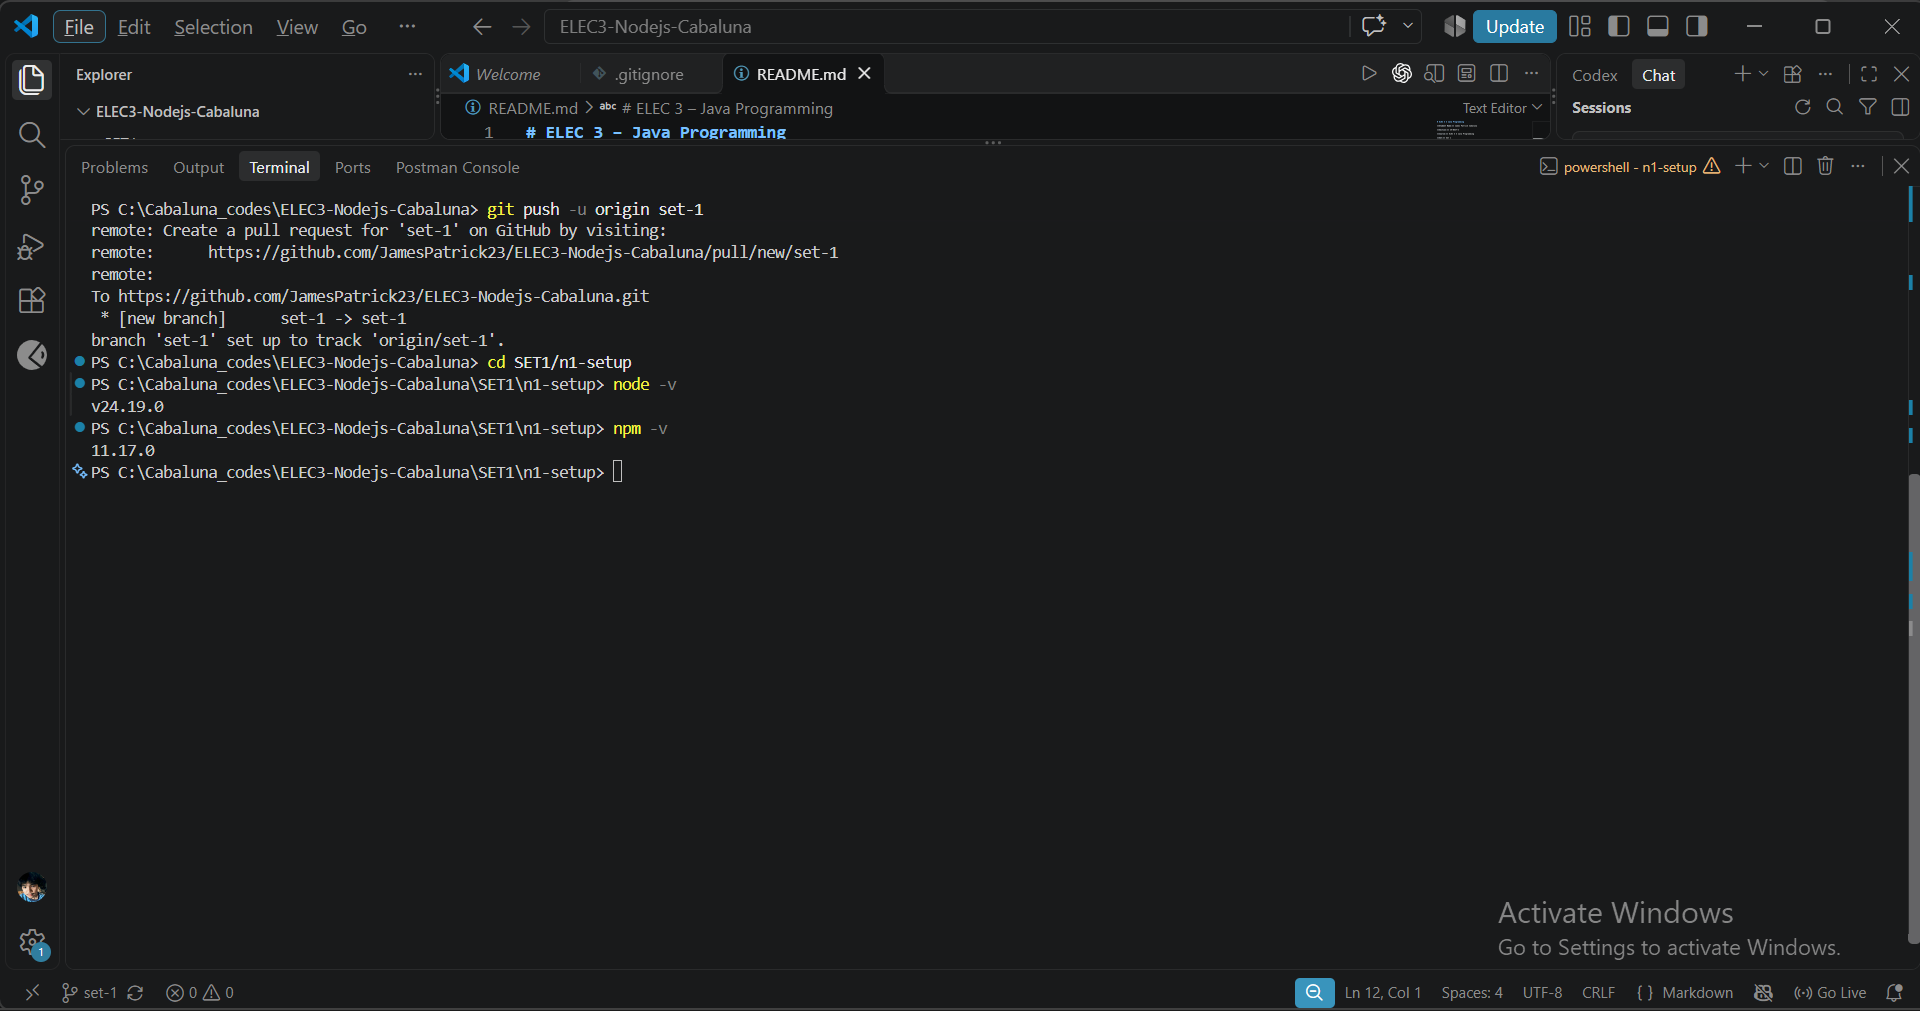 File Edit Selection View Go ··· ELEC3-Nodejs-Cabaluna Update
Explorer ···
ELEC3-Nodejs-Cabaluna
Welcome .gitignore README.md
README.md > abc # ELEC 3 – Java Programming Text Editor
1 # ELEC 3 – Java Programming
Codex Chat
Sessions
Problems Output Terminal Ports Postman Console
powershell - n1-setup
PS C:\Cabaluna_codes\ELEC3-Nodejs-Cabaluna> git push -u origin set-1
remote: Create a pull request for 'set-1' on GitHub by visiting:
remote: https://github.com/JamesPatrick23/ELEC3-Nodejs-Cabaluna/pull/new/set-1
remote:
To https://github.com/JamesPatrick23/ELEC3-Nodejs-Cabaluna.git
* [new branch] set-1 -> set-1
branch 'set-1' set up to track 'origin/set-1'.
PS C:\Cabaluna_codes\ELEC3-Nodejs-Cabaluna> cd SET1/n1-setup
PS C:\Cabaluna_codes\ELEC3-Nodejs-Cabaluna\SET1\n1-setup> node -v
v24.19.0
PS C:\Cabaluna_codes\ELEC3-Nodejs-Cabaluna\SET1\n1-setup> npm -v
11.17.0
PS C:\Cabaluna_codes\ELEC3-Nodejs-Cabaluna\SET1\n1-setup>
Activate Windows
Go to Settings to activate Windows.
1
set-1 0 0 Ln 12, Col 1 Spaces: 4 UTF-8 CRLF { } Markdown Go Live